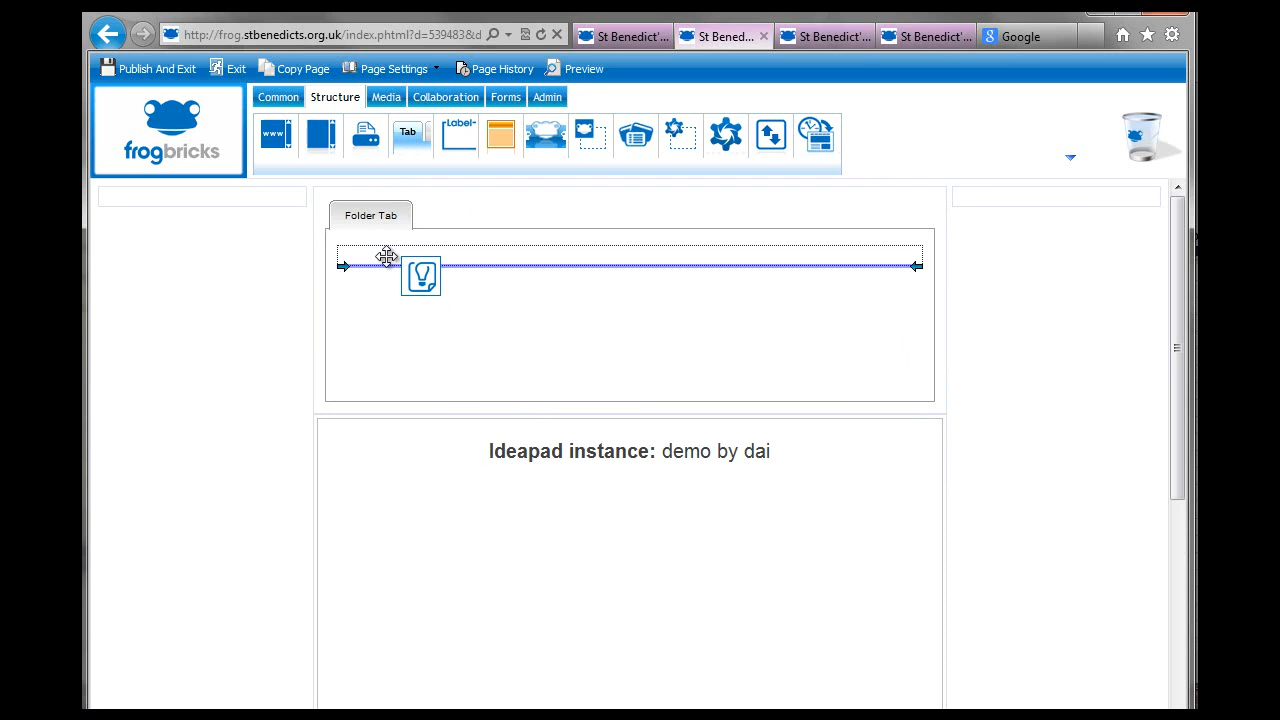 http://frog.stbenedicts.org.uk/index.phtml?d=539483&d
St Benedict'...
St Bened...
St Benedict'...
St Benedict'...
Google
Publish And Exit
Exit
Copy Page
Page Settings
Page History
Preview
frogbricks
Common
Structure
Media
Collaboration
Forms
Admin
www
Tab
Label
Folder Tab
Ideapad instance: demo by dai